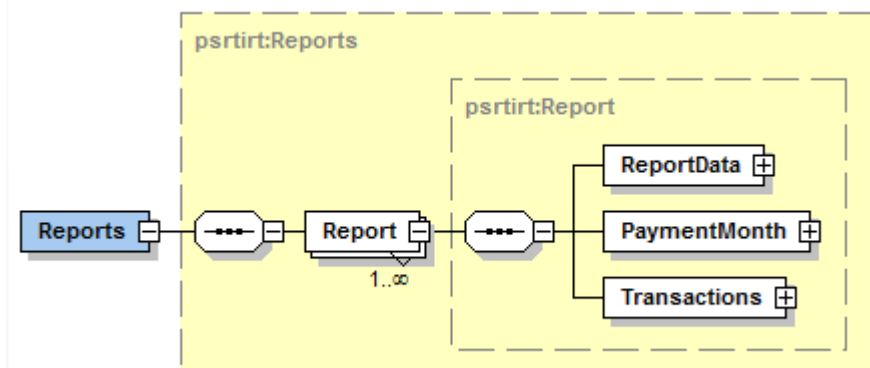 psrtirt:Reports
psrtirt:Report
ReportData
Reports
Report
PaymentMonth
1..∞
Transactions